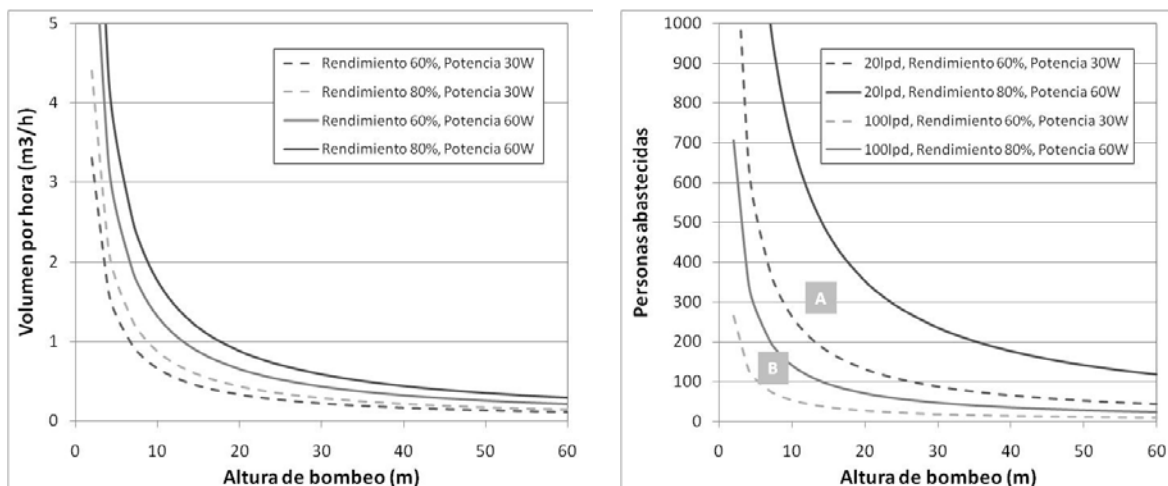 5
4
3
2
1
0
Volumen por hora (m3/h)
Rendimiento 60%, Potencia 30W
Rendimiento 80%, Potencia 30W
Rendimiento 60%, Potencia 60W
Rendimiento 80%, Potencia 60W
0 10 20 30 40 50 60
Altura de bombeo (m)
1000
900
800
700
600
500
400
300
200
100
0
Personas abastecidas
20lpd, Rendimiento 60%, Potencia 30W
20lpd, Rendimiento 80%, Potencia 60W
100lpd, Rendimiento 60%, Potencia 30W
100lpd, Rendimiento 80%, Potencia 60W
A
B
0 10 20 30 40 50 60
Altura de bombeo (m)